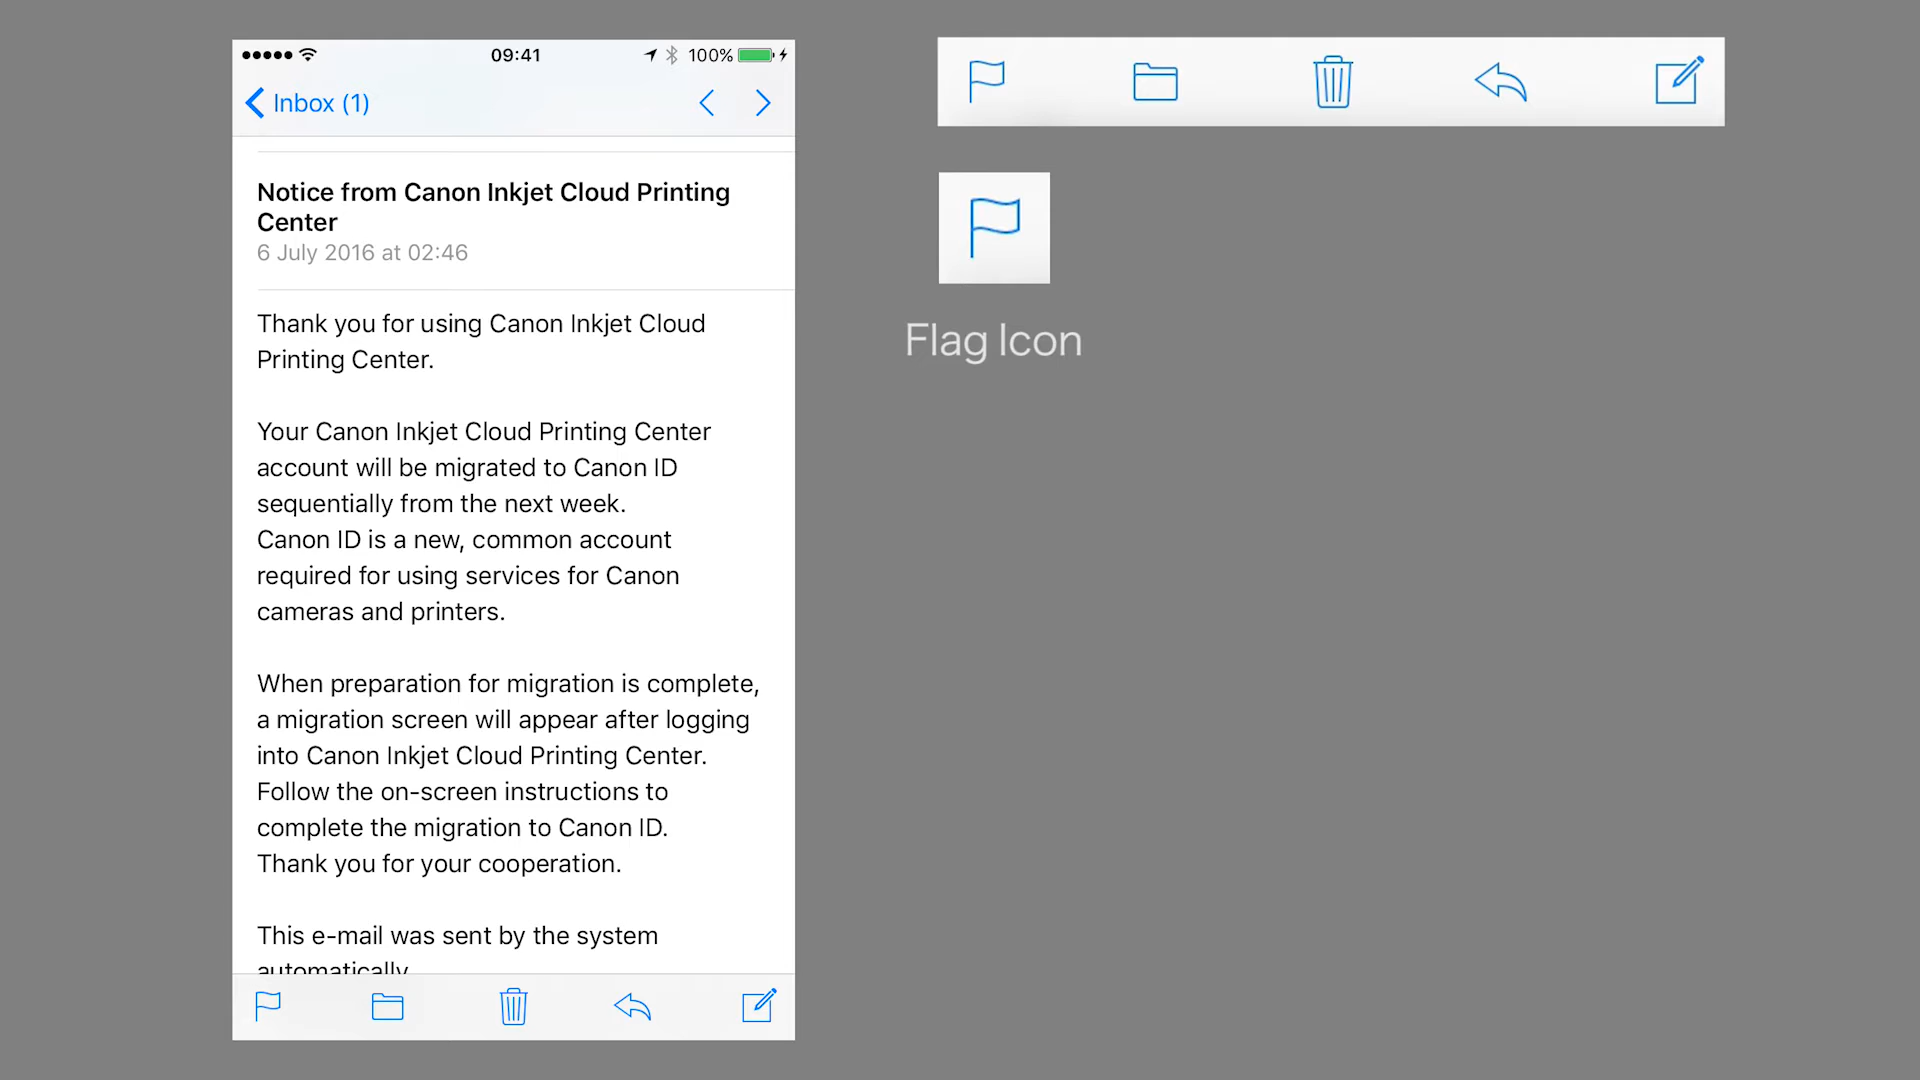 09:41
100%
Inbox (1)
Notice from Canon Inkjet Cloud Printing
Center
6 July 2016 at 02:46
Thank you for using Canon Inkjet Cloud
Printing Center.
Your Canon Inkjet Cloud Printing Center
account will be migrated to Canon ID
sequentially from the next week.
Canon ID is a new, common account
required for using services for Canon
cameras and printers.
When preparation for migration is complete,
a migration screen will appear after logging
into Canon Inkjet Cloud Printing Center.
Follow the on-screen instructions to
complete the migration to Canon ID.
Thank you for your cooperation.
This e-mail was sent by the system
automatically
Flag Icon